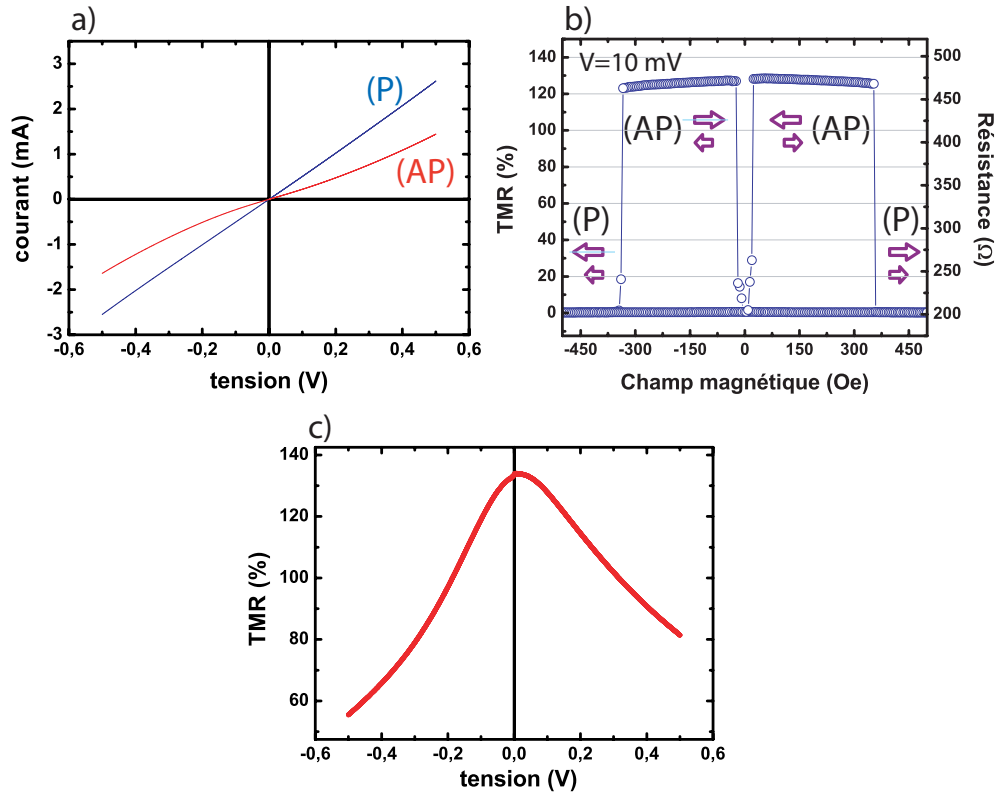 a)
3
2
1
0
-1
-2
-3
-0,6 -0,4 -0,2 0,0 0,2 0,4 0,6
courant (mA)
tension (V)
(P)
(AP)
b)
V=10 mV
140
120
100
80
60
40
20
0
TMR (%)
500
450
400
350
300
250
200
Résistance (Ω)
(AP)
(AP)
(P)
(P)
-450 -300 -150 0 150 300 450
Champ magnétique (Oe)
c)
140
120
100
80
60
TMR (%)
-0,6 -0,4 -0,2 0,0 0,2 0,4 0,6
tension (V)